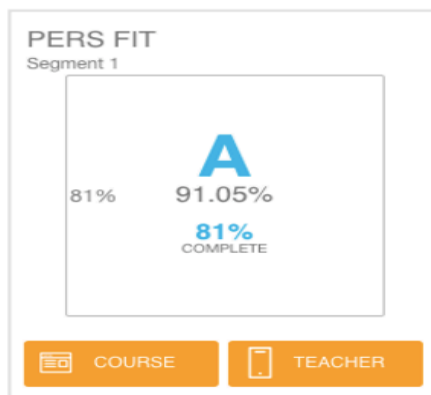 PERS FIT
Segment 1
A
81% 91.05%
81%
COMPLETE
COURSE TEACHER